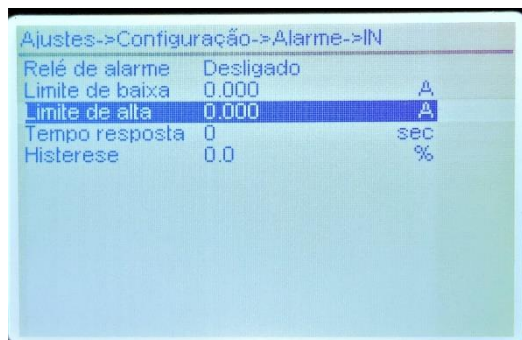 Ajustes->Configuração->Alarme->IN
Relé de alarme Desligado
Limite de baixa 0.000 A
Limite de alta 0.000 A
Tempo resposta 0 sec
Histerese 0.0 %